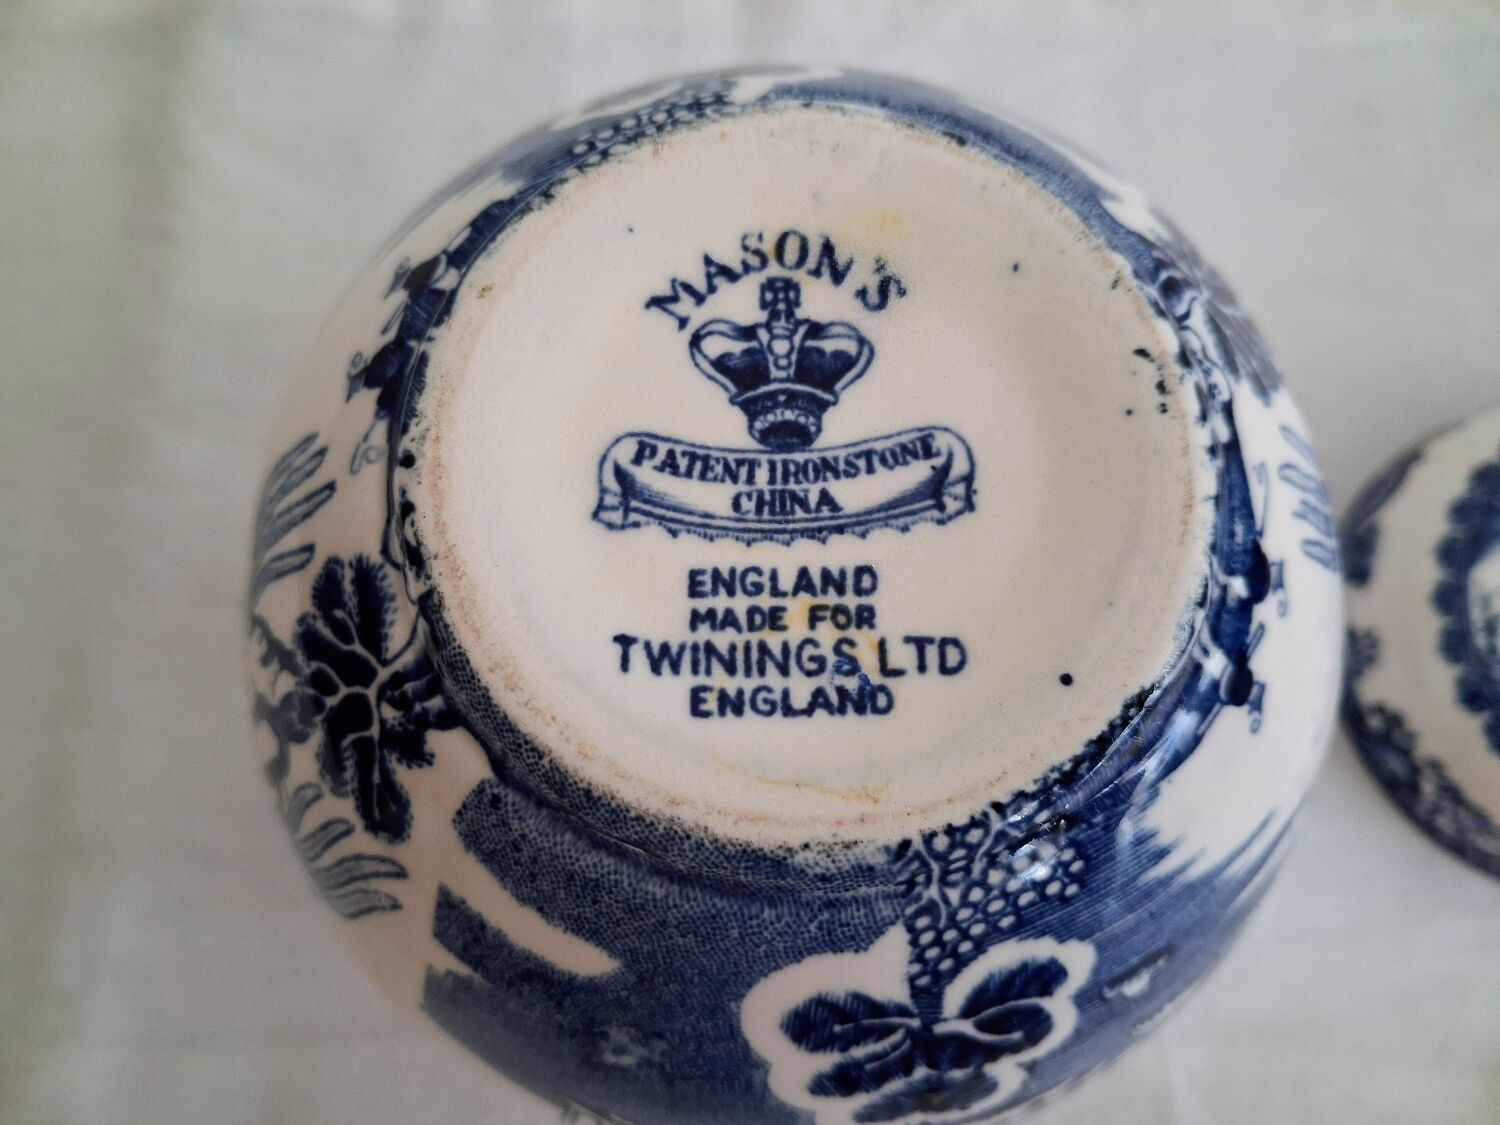 MASON'S
PATENT IRONSTONE
CHINA
ENGLAND
MADE FOR
TWININGS LTD
ENGLAND